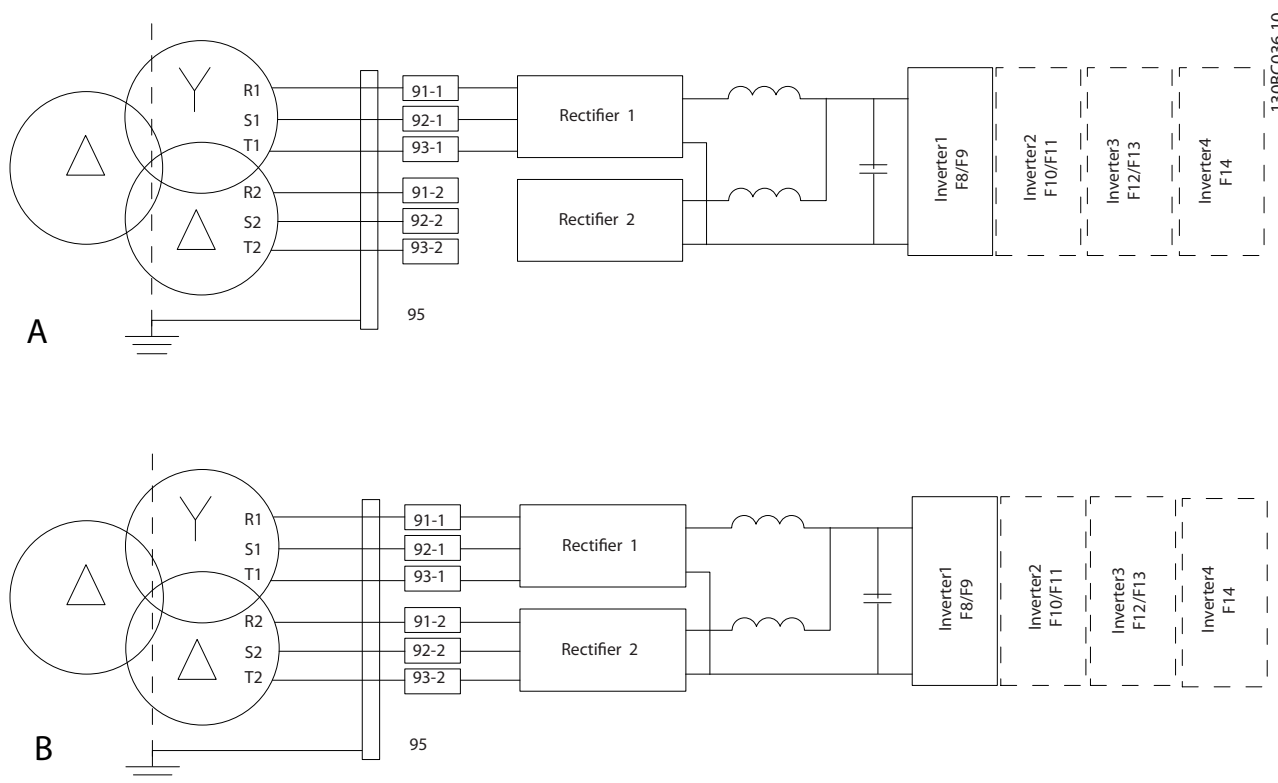 130BC036.10
R1
S1
T1
R2
S2
T2
91-1
92-1
93-1
91-2
92-2
93-2
95
Rectifier 1
Rectifier 2
Inverter1
F8/F9
Inverter2
F10/F11
Inverter3
F12/F13
Inverter4
F14
A
R1
S1
T1
R2
S2
T2
91-1
92-1
93-1
91-2
92-2
93-2
95
Rectifier 1
Rectifier 2
Inverter1
F8/F9
Inverter2
F10/F11
Inverter3
F12/F13
Inverter4
F14
B